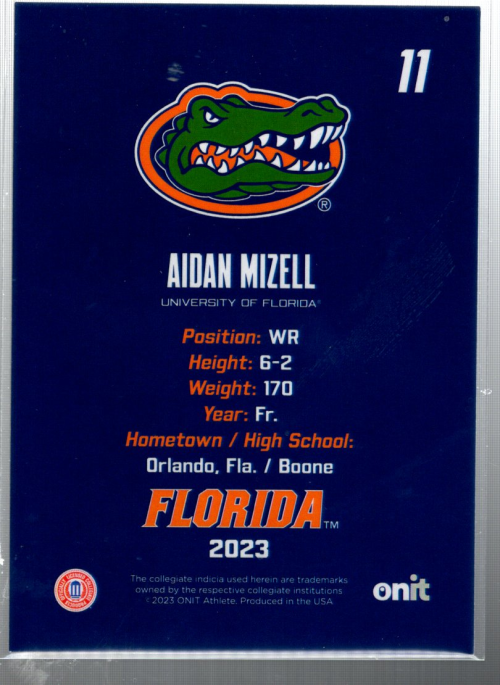 11
®
AIDAN MIZELL
UNIVERSITY OF FLORIDA®
Position: WR
Height: 6-2
Weight: 170
Year: Fr.
Hometown / High School:
Orlando, Fla. / Boone
FLORIDA™
2023
The collegiate indicia used herein are trademarks
owned by the respective collegiate institutions
©2023 ONIT Athlete. Produced in the USA
onit